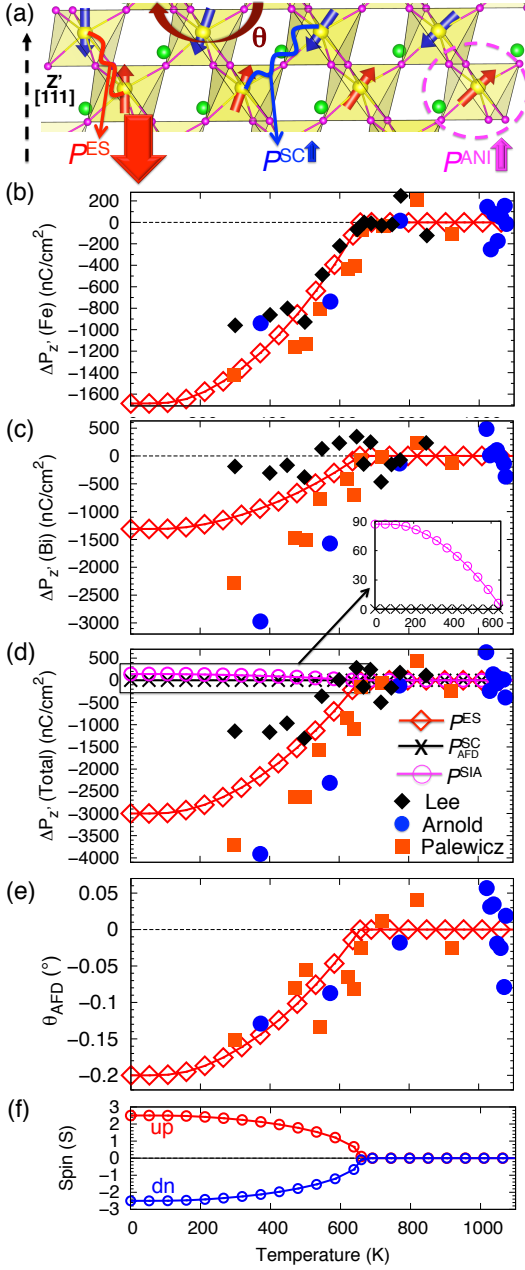 (a)
θ
Z'
[111]
P^ES
P^SC
P^ANI
(b)
ΔP_z' (Fe) (nC/cm²)
200
0
−200
−400
−600
−800
−1000
−1200
−1400
−1600
(c)
ΔP_z' (Bi) (nC/cm²)
500
0
−500
−1000
−1500
−2000
−2500
−3000
90
60
30
0
0 200 400 600
(d)
ΔP_z' (Total) (nC/cm²)
500
0
−500
−1000
−1500
−2000
−2500
−3000
−3500
−4000
P^ES
P^SC_AFD
P^SIA
Lee
Arnold
Palewicz
(e)
θ_AFD (°)
0.05
0
−0.05
−0.1
−0.15
−0.2
(f)
Spin (S)
3
2
1
0
−1
−2
−3
up
dn
0 200 400 600 800 1000
Temperature (K)